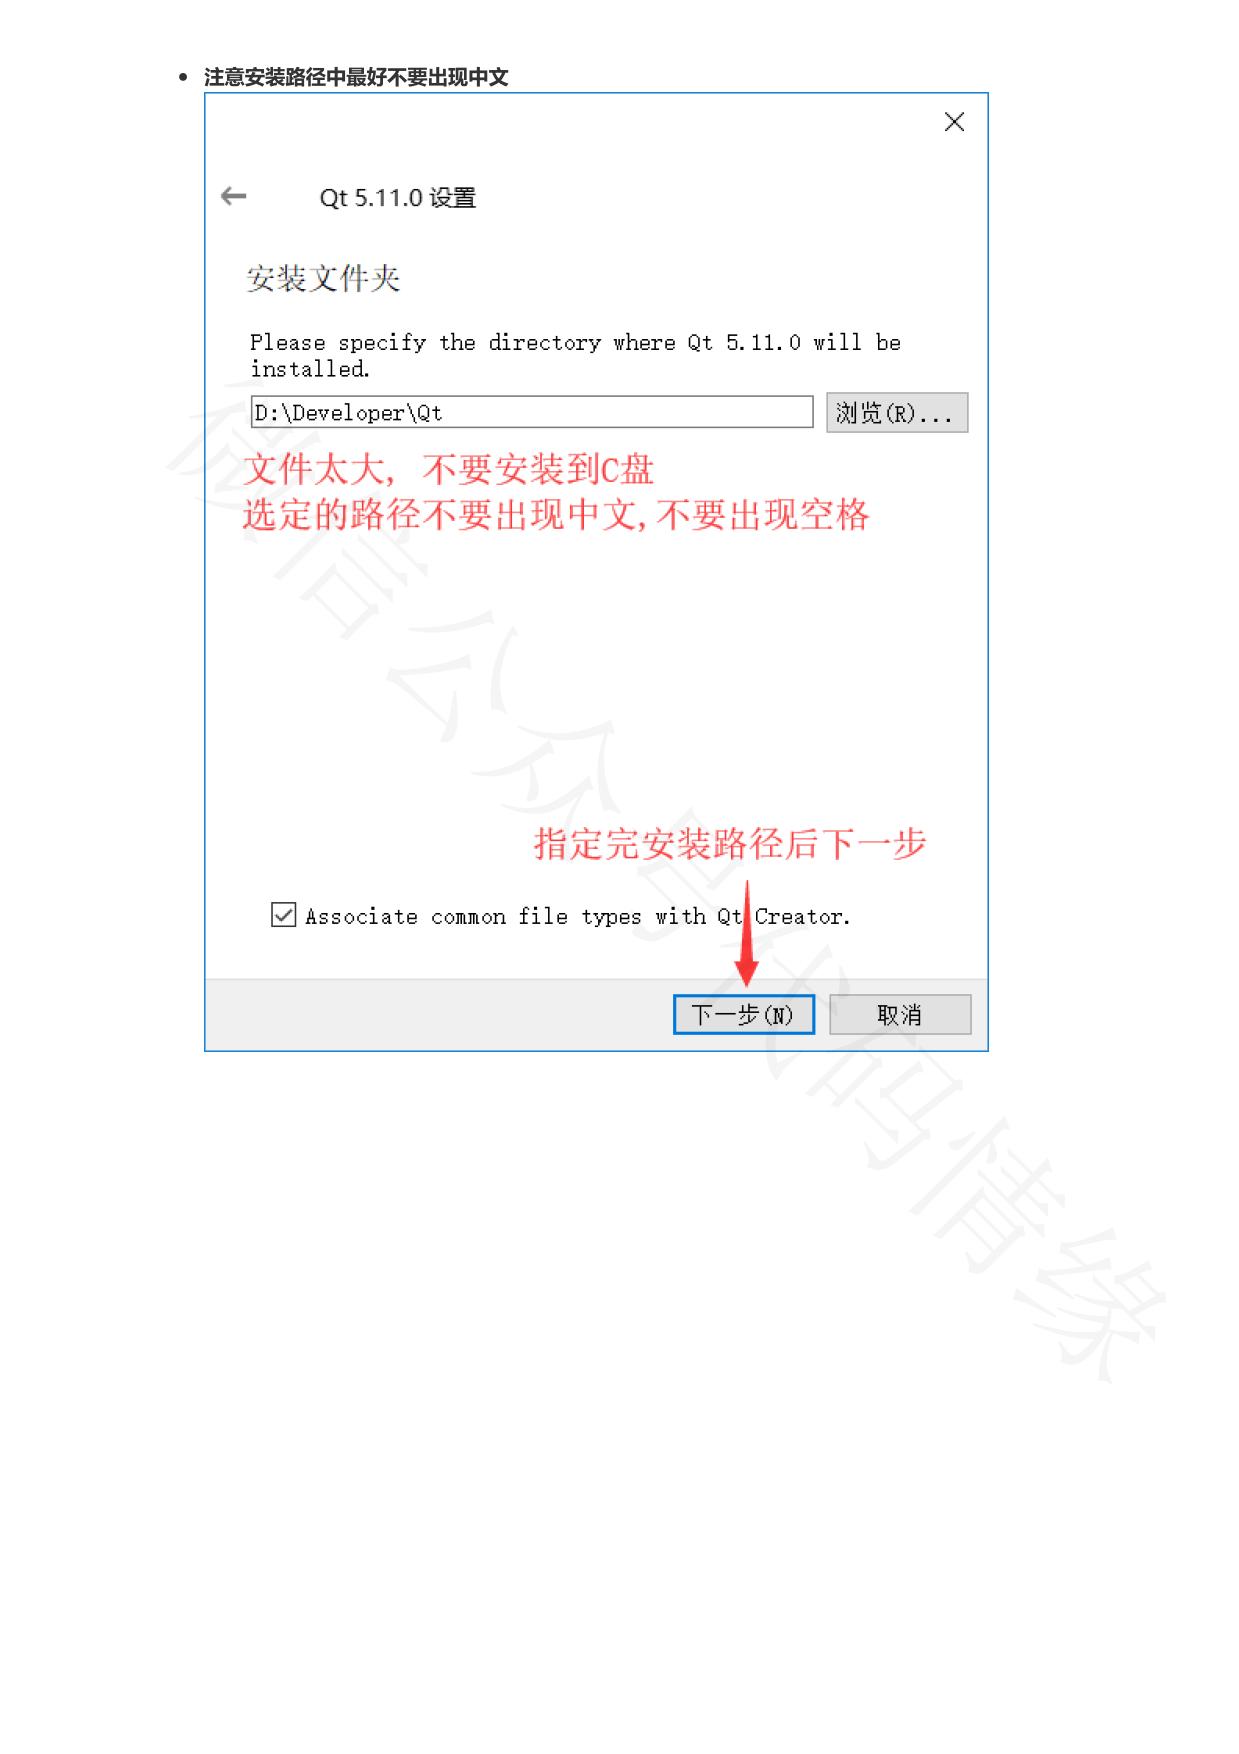 注意安装路径中最好不要出现中文
Qt 5.11.0 设置
安装文件夹
Please specify the directory where Qt 5.11.0 will be
installed.
D:\Developer\Qt
浏览(R)...
文件太大, 不要安装到C盘
选定的路径不要出现中文,不要出现空格
指定完安装路径后下一步
Associate common file types with Qt Creator.
下一步(N)
取消
微信公众号代码情缘